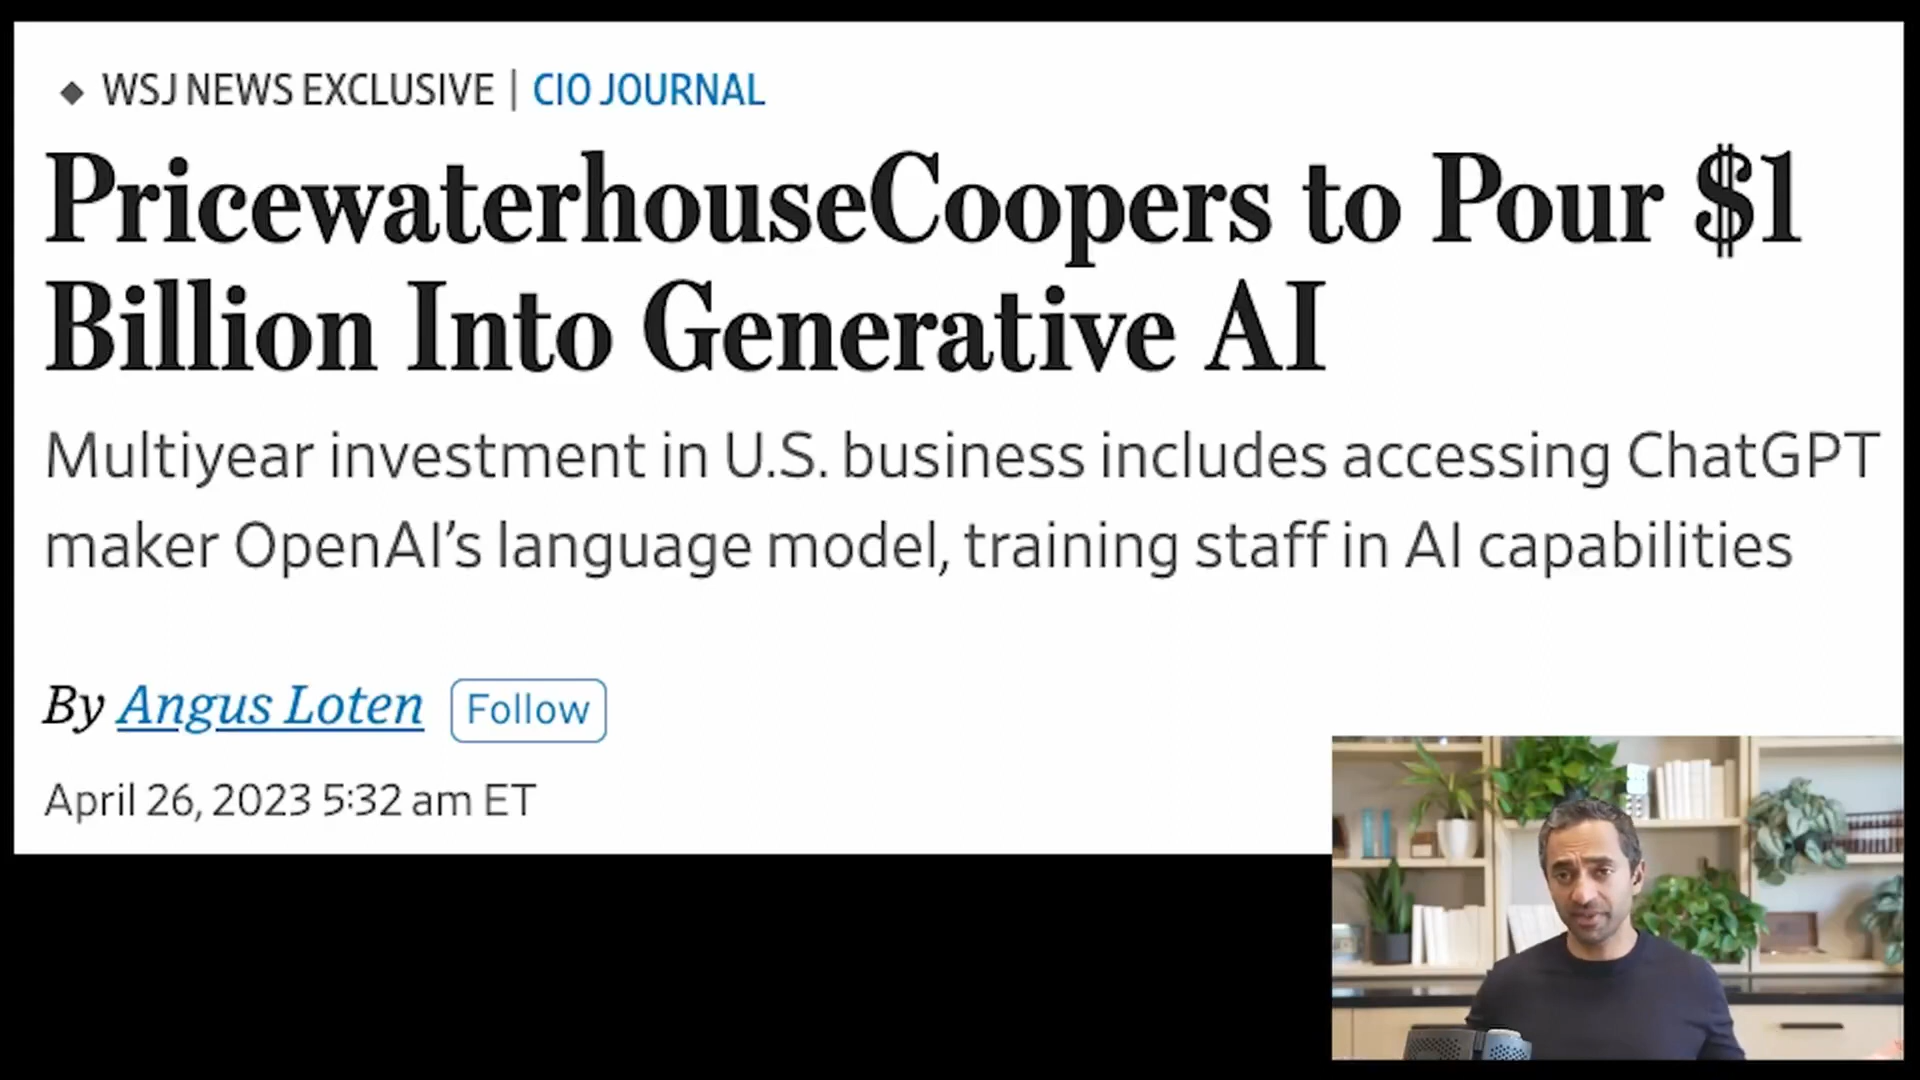 ◆ WSJ NEWS EXCLUSIVE | CIO JOURNAL
PricewaterhouseCoopers to Pour $1
Billion Into Generative AI
Multiyear investment in U.S. business includes accessing ChatGPT
maker OpenAI’s language model, training staff in AI capabilities
By Angus Loten Follow
April 26, 2023 5:32 am ET